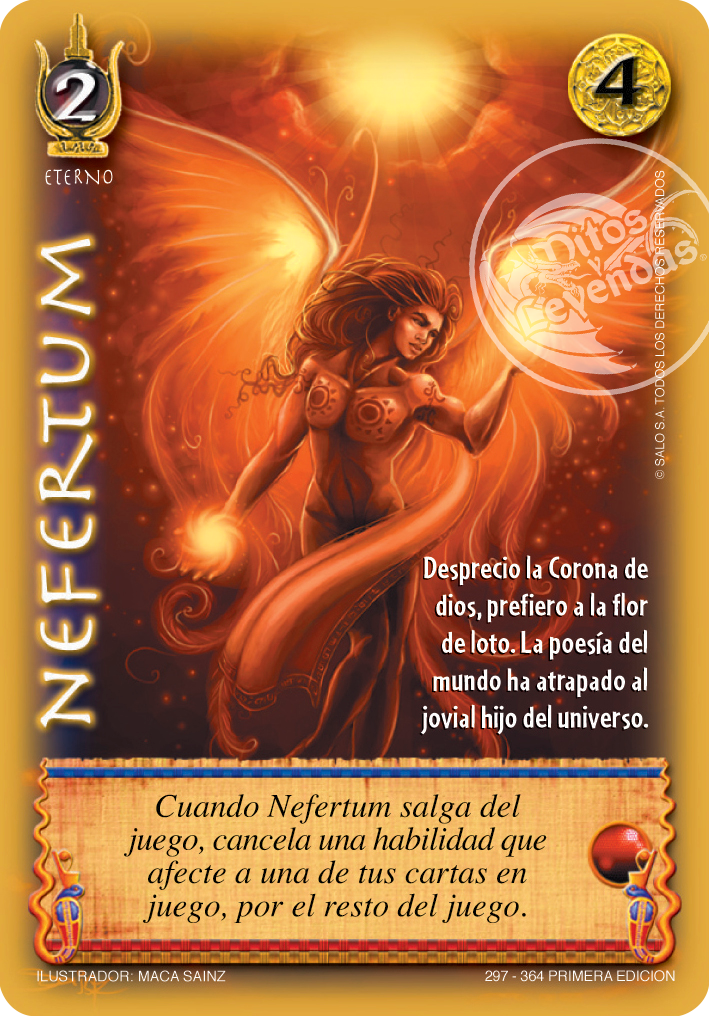 2
4
ETERNO
NEFERTUM
Mitos
y
Leyendas
© SALO S.A. TODOS LOS DERECHOS RESERVADOS
Desprecio la Corona de
dios, prefiero a la flor
de loto. La poesía del
mundo ha atrapado al
jovial hijo del universo.
Cuando Nefertum salga del
juego, cancela una habilidad que
afecte a una de tus cartas en
juego, por el resto del juego.
ILUSTRADOR: MACA SAINZ
297 - 364 PRIMERA EDICION